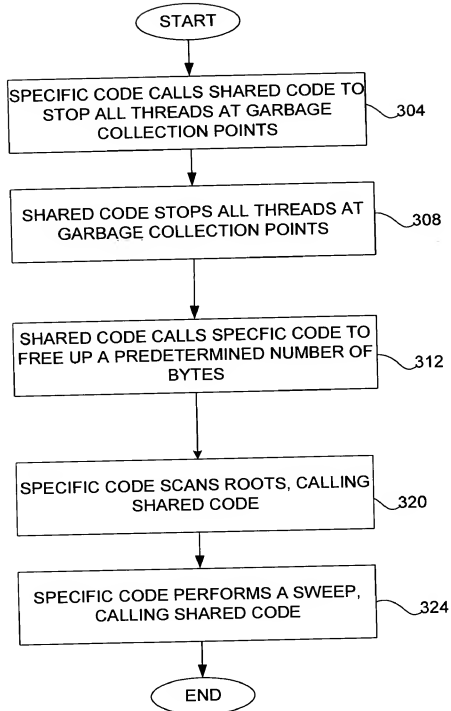 START
SPECIFIC CODE CALLS SHARED CODE TO
STOP ALL THREADS AT GARBAGE
COLLECTION POINTS
304
SHARED CODE STOPS ALL THREADS AT
GARBAGE COLLECTION POINTS
308
SHARED CODE CALLS SPECFIC CODE TO
FREE UP A PREDETERMINED NUMBER OF
BYTES
312
SPECIFIC CODE SCANS ROOTS, CALLING
SHARED CODE
320
SPECIFIC CODE PERFORMS A SWEEP,
CALLING SHARED CODE
324
END